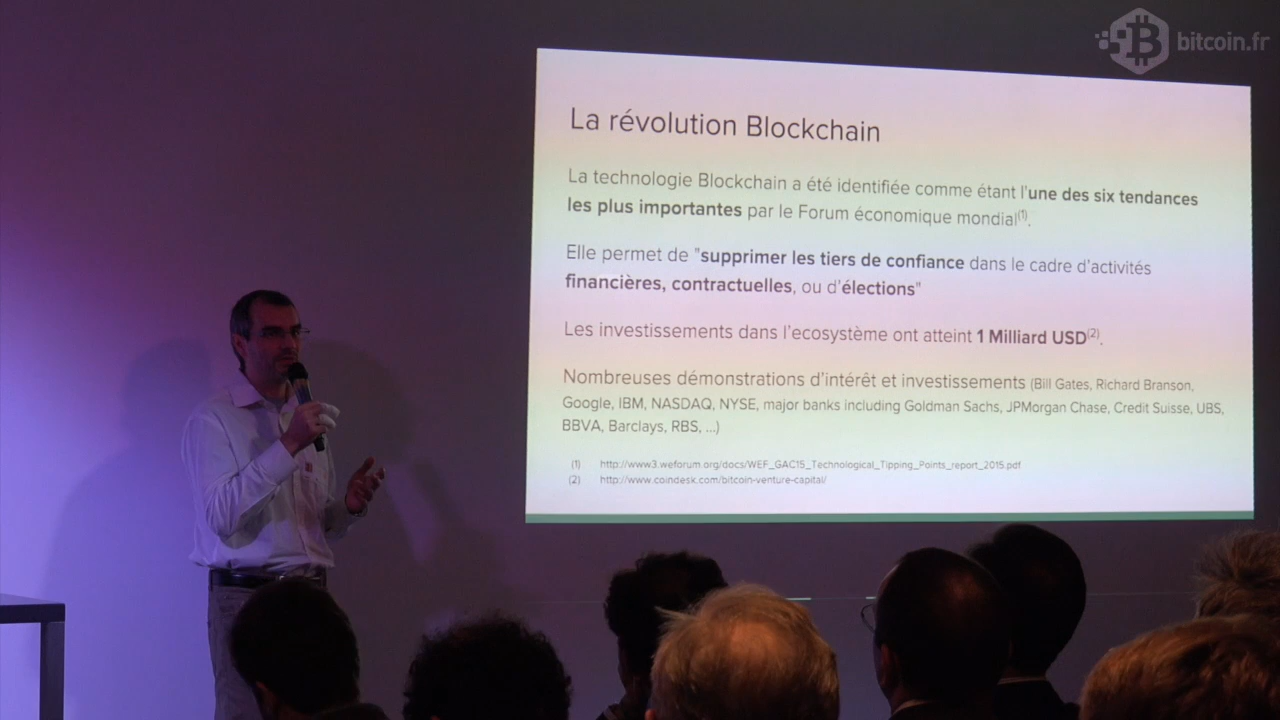 bitcoin.fr
La révolution Blockchain
La technologie Blockchain a été identifiée comme étant l'une des six tendances
les plus importantes par le Forum économique mondial(1).
Elle permet de "supprimer les tiers de confiance dans le cadre d'activités
financières, contractuelles, ou d'élections"
Les investissements dans l'ecosystème ont atteint 1 Milliard USD(2).
Nombreuses démonstrations d'intérêt et investissements (Bill Gates, Richard Branson,
Google, IBM, NASDAQ, NYSE, major banks including Goldman Sachs, JPMorgan Chase, Credit Suisse, UBS,
BBVA, Barclays, RBS, ...)
(1) http://www3.weforum.org/docs/WEF_GAC15_Technological_Tipping_Points_report_2015.pdf
(2) http://www.coindesk.com/bitcoin-venture-capital/